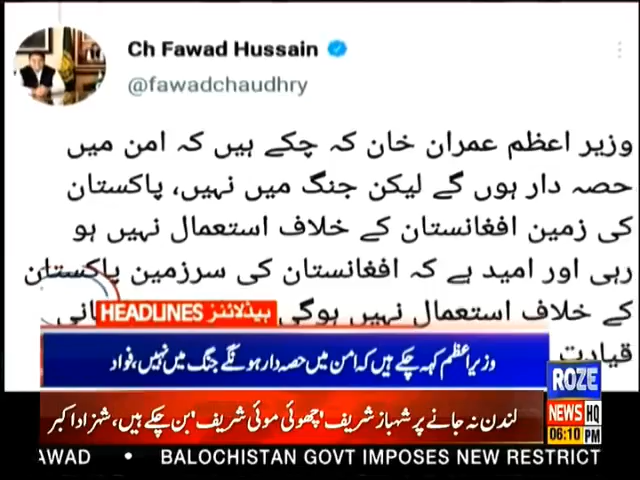 Ch Fawad Hussain
@fawadchaudhry
وزیر اعظم عمران خان کہ چکے ہیں کہ امن میں
حصہ دار ہوں گے لیکن جنگ میں نہیں، پاکستان
کی زمین افغانستان کے خلاف استعمال نہیں ہو
رہی اور امید ہے کہ افغانستان کی سرزمین پاکستان
کے خلاف استعمال نہیں ہوگی
قیادت
HEADLINES ہیڈلائنز
وزیراعظم کہہ چکے ہیں کہ امن میں حصہ دار ہونگے جنگ میں نہیں، فواد
لندن نہ جانے پر شہباز شریف 'چھوئی موئی شریف' بن چکے ہیں، شہزاد اکبر
ROZE
NEWS HQ
06:10 PM
AWAD • BALOCHISTAN GOVT IMPOSES NEW RESTRICT